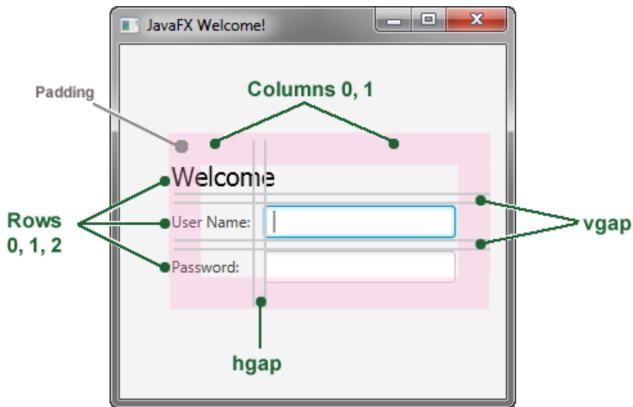 JavaFX Welcome!
Padding
Columns 0, 1
Welcome
Rows
0, 1, 2
User Name:
vgap
Password:
hgap